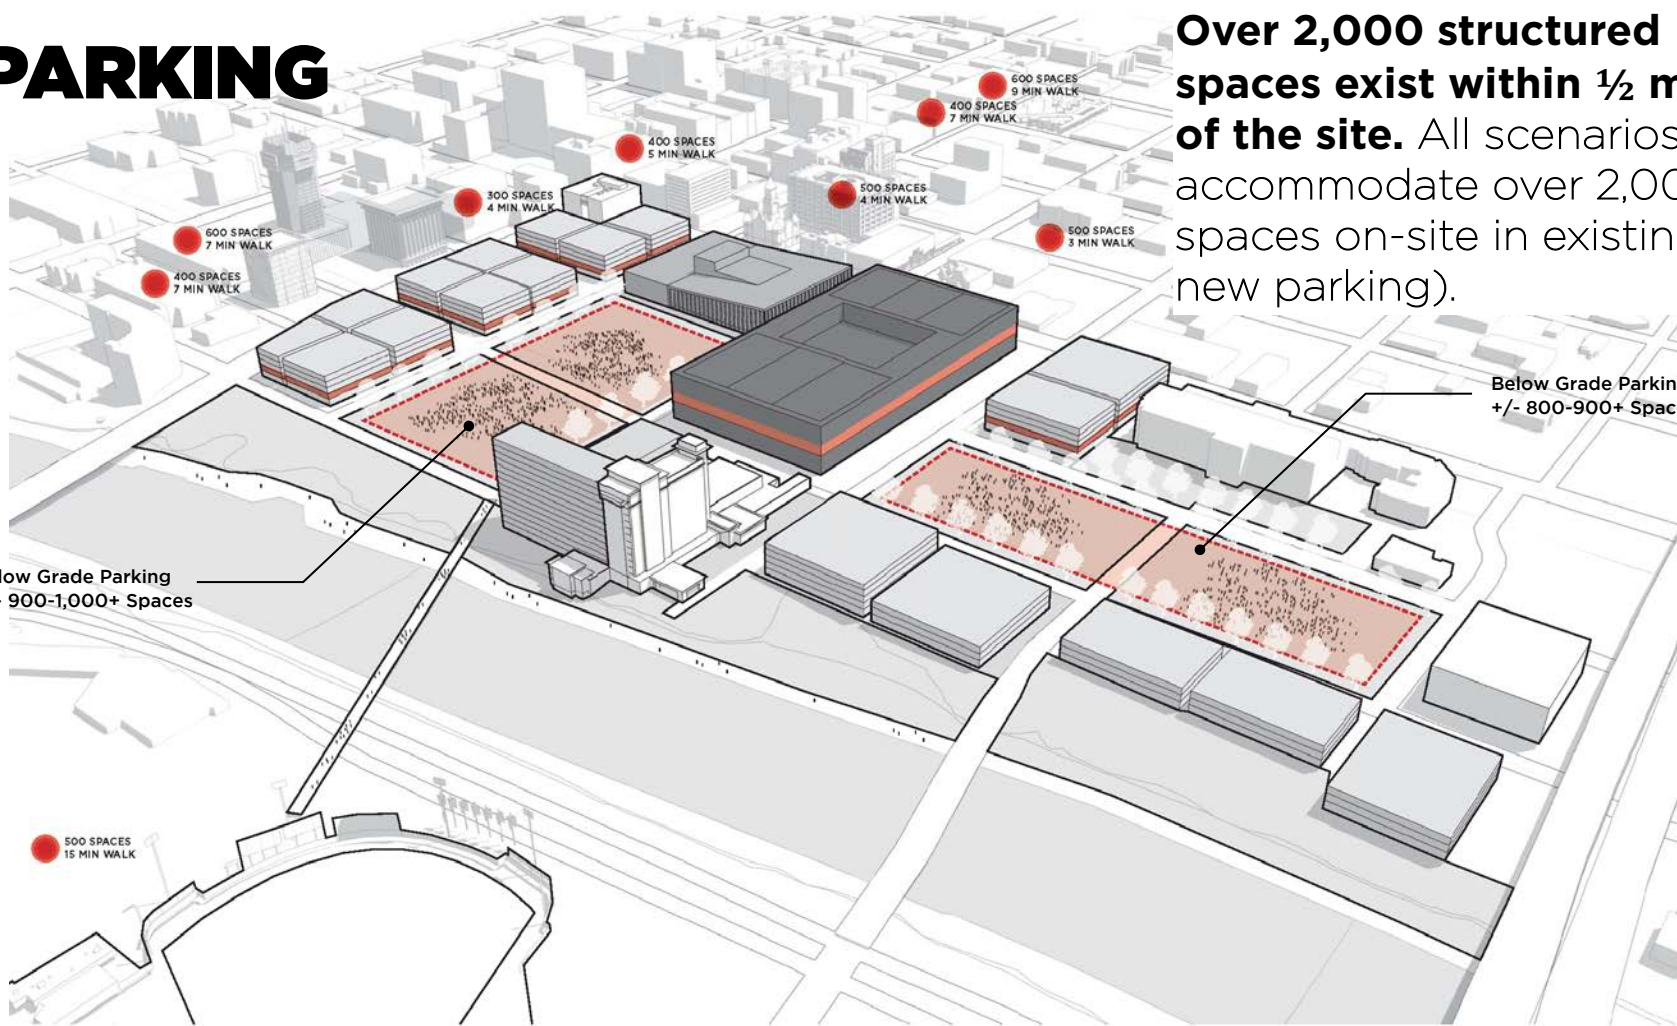 PARKING
Over 2,000 structured
spaces exist within ½ m
of the site. All scenarios
accommodate over 2,00
spaces on-site in existin
new parking).
600 SPACES
9 MIN WALK
400 SPACES
7 MIN WALK
400 SPACES
5 MIN WALK
500 SPACES
4 MIN WALK
300 SPACES
4 MIN WALK
500 SPACES
3 MIN WALK
600 SPACES
7 MIN WALK
400 SPACES
7 MIN WALK
Below Grade Parkin
+/- 800-900+ Spac
low Grade Parking
- 900-1,000+ Spaces
500 SPACES
15 MIN WALK